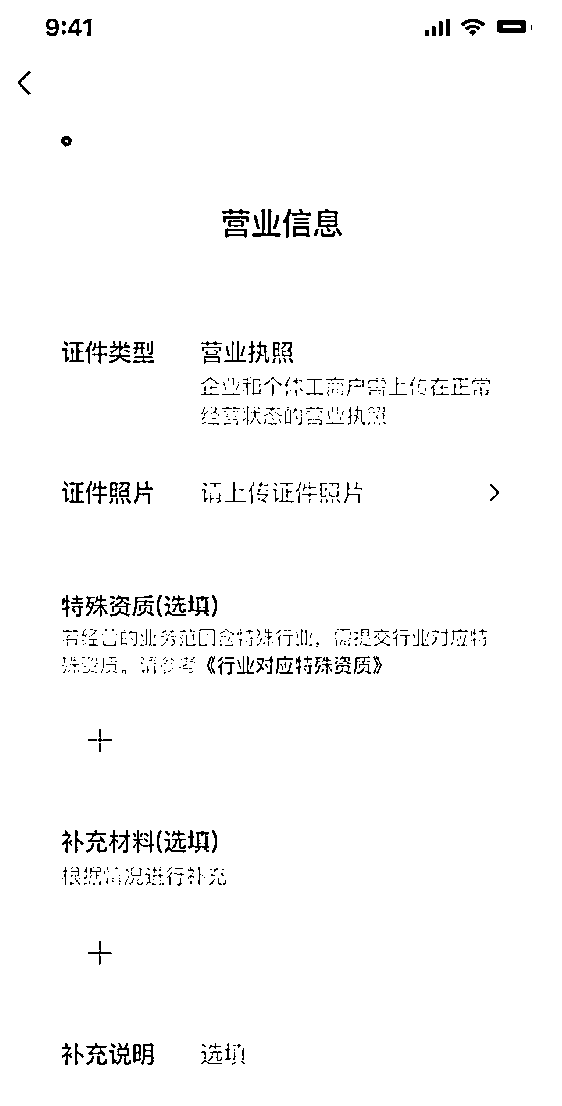 9:41
营业信息
证件类型 营业执照
企业和个体工商户需上传在正常
经营状态的营业执照
证件照片 请上传证件照片
特殊资质(选填)
若经营的业务范围含特殊行业，需提交行业对应特
殊资质。请参考《行业对应特殊资质》
补充材料(选填)
根据情况进行补充
补充说明 选填